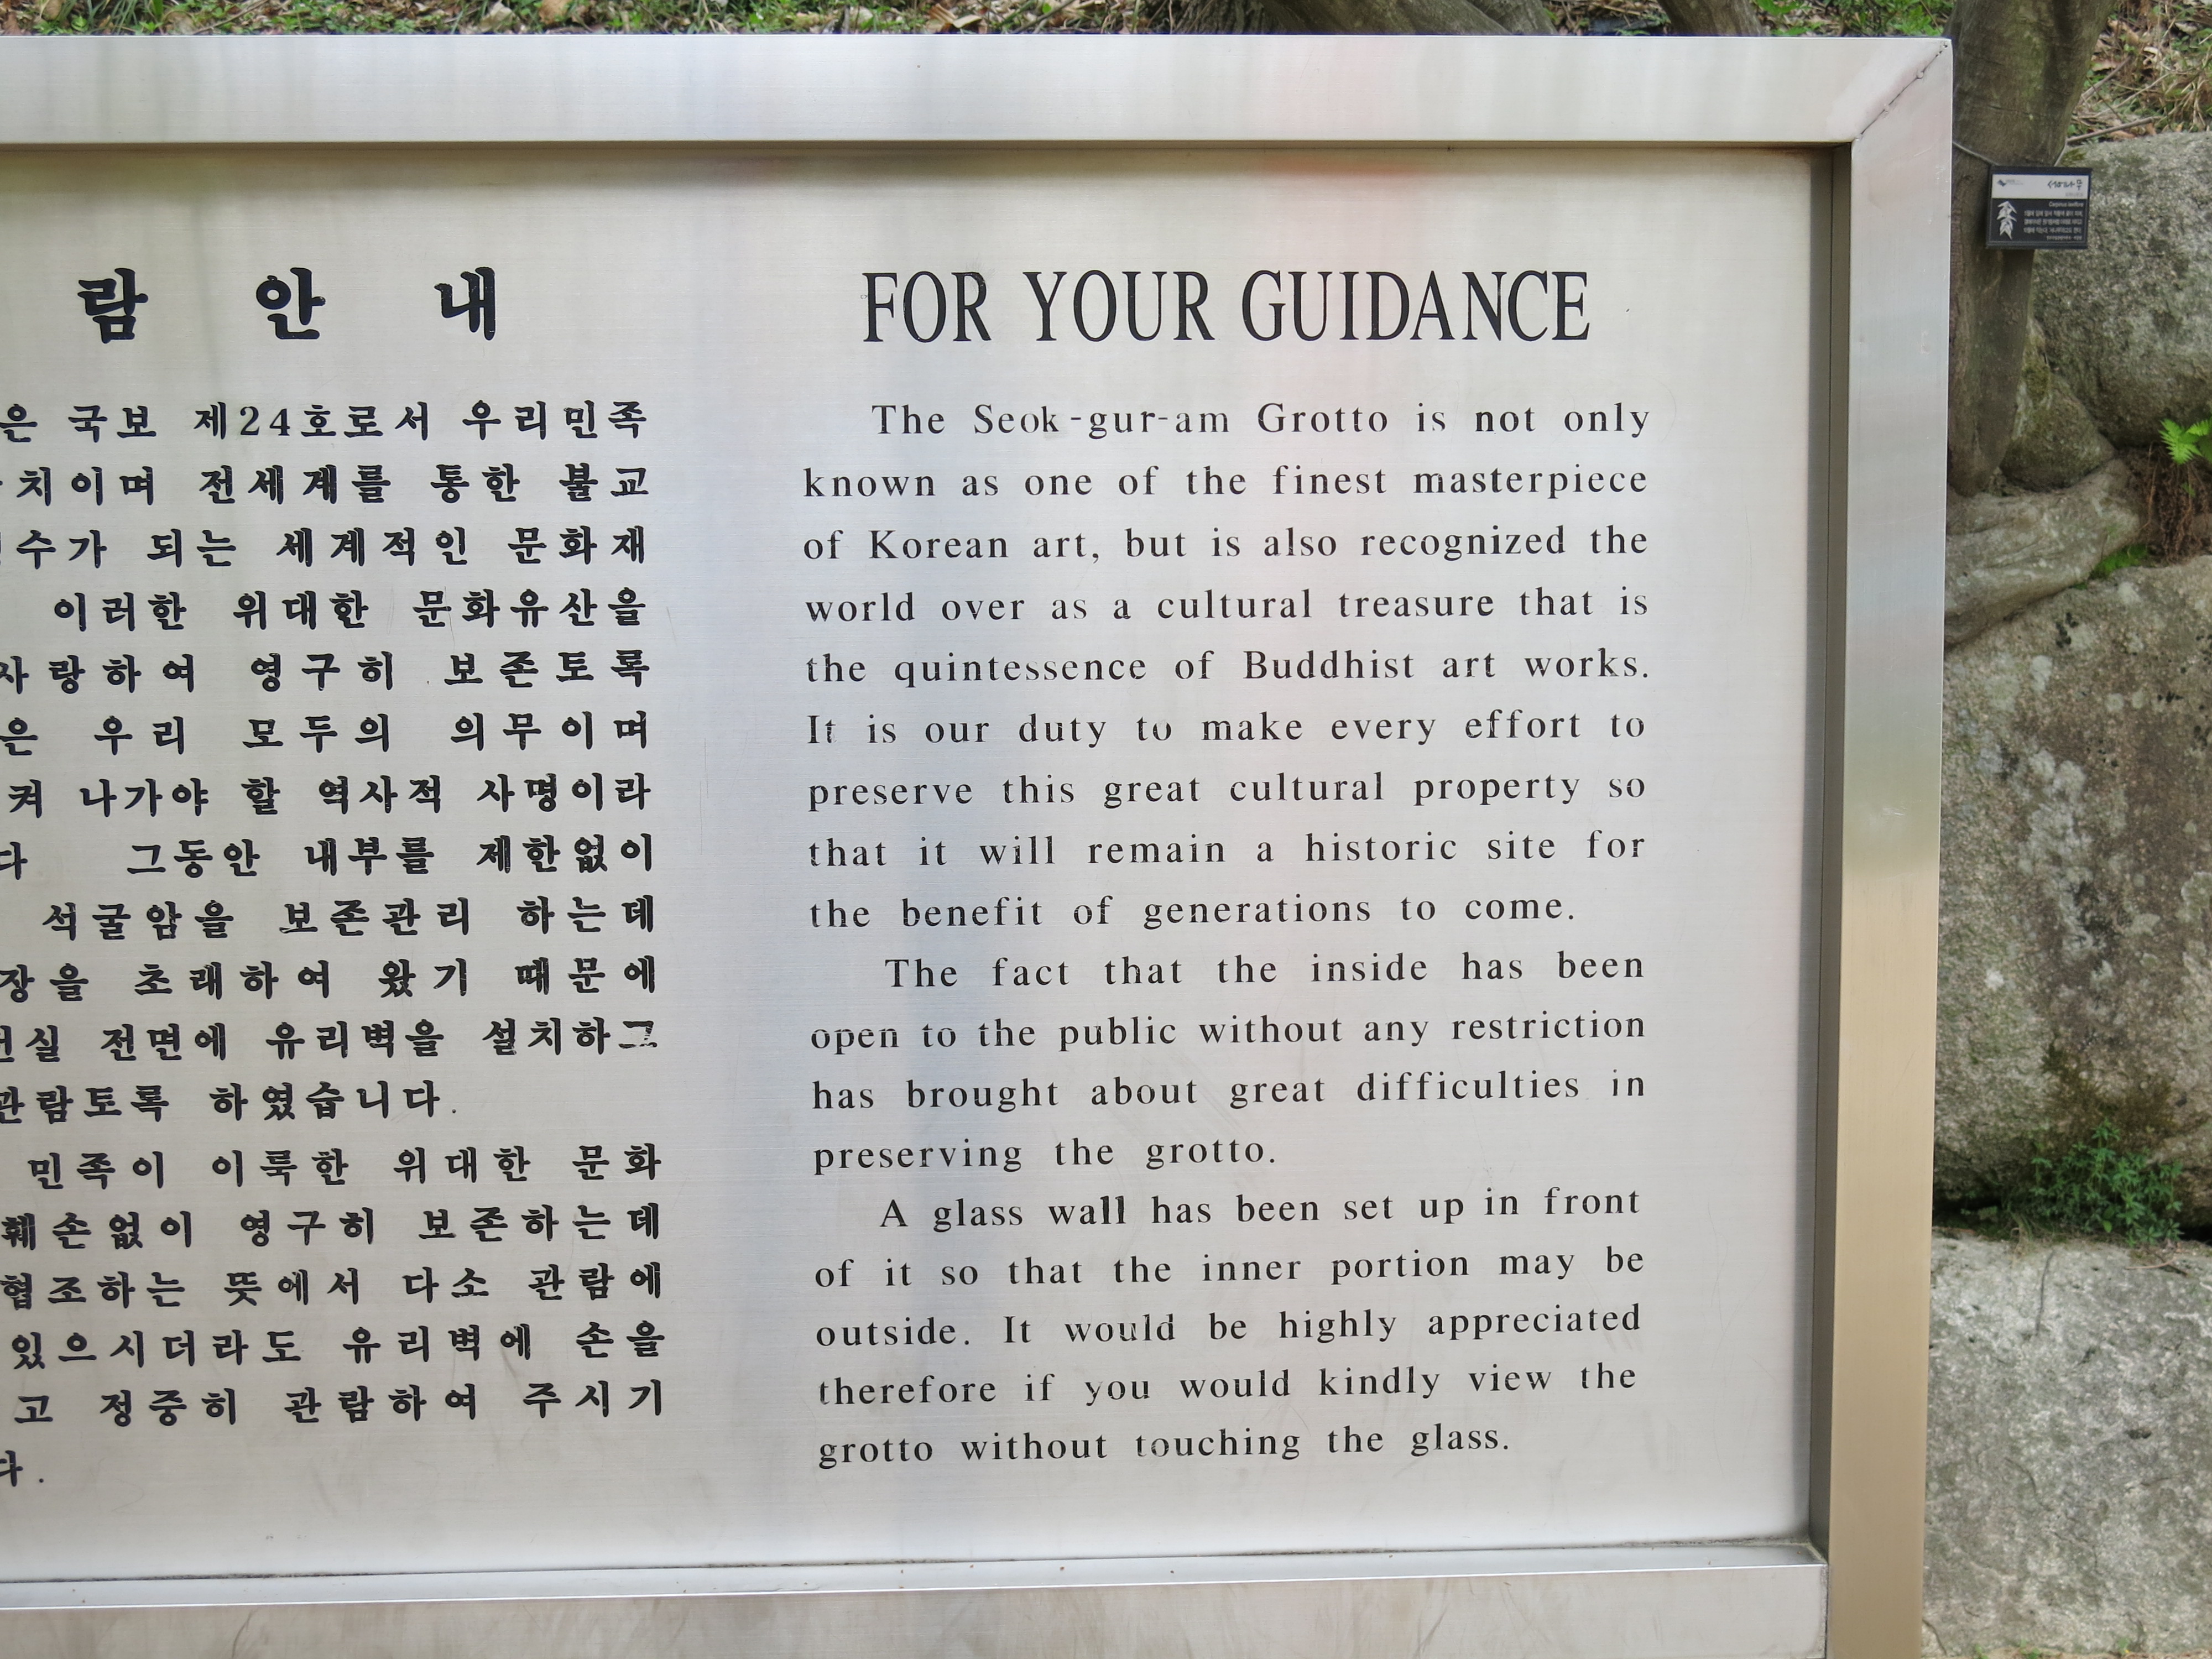 람 안 내
은 국보 제24호로서 우리민족
치이며 전세계를 통한 불교
수가 되는 세계적인 문화재
이러한 위대한 문화유산을
사랑하여 영구히 보존토록
은 우리 모두의 의무이며
켜 나가야 할 역사적 사명이라
다 그동안 내부를 제한없이
석굴암을 보존관리 하는데
장을 초래하여 왔기 때문에
실 전면에 유리벽을 설치하그
관람토록 하였습니다.
민족이 이룩한 위대한 문화
훼손없이 영구히 보존하는데
협조하는 뜻에서 다소 관람에
있으시더라도 유리벽에 손을
고 정중히 관람하여 주시기
다.
FOR YOUR GUIDANCE
The Seok-gur-am Grotto is not only
known as one of the finest masterpiece
of Korean art, but is also recognized the
world over as a cultural treasure that is
the quintessence of Buddhist art works.
It is our duty to make every effort to
preserve this great cultural property so
that it will remain a historic site for
the benefit of generations to come.
The fact that the inside has been
open to the public without any restriction
has brought about great difficulties in
preserving the grotto.
A glass wall has been set up in front
of it so that the inner portion may be
outside. It would be highly appreciated
therefore if you would kindly view the
grotto without touching the glass.
서어나무